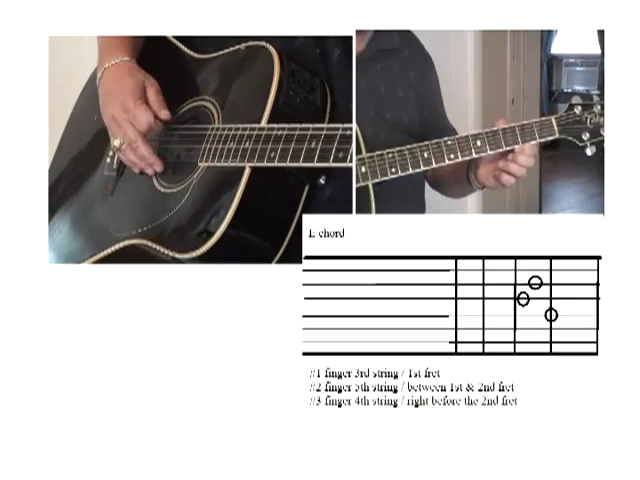 E chord
#1 finger 3rd string / 1st fret
#2 finger 5th string / between 1st & 2nd fret
#3 finger 4th string / right before the 2nd fret